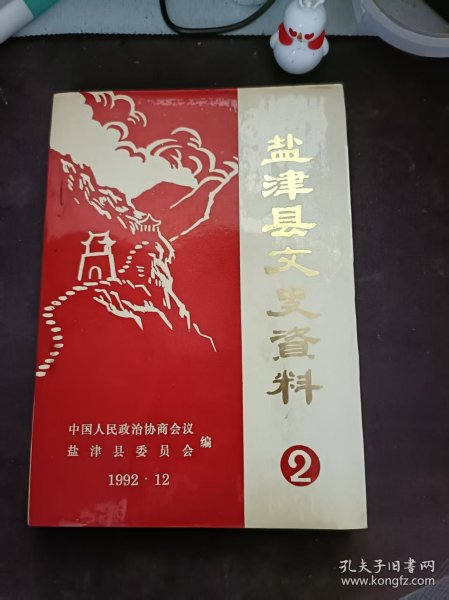 盐津县文史資料
2
中国人民政治协商会议
盐津县委员会
编
1992·12
孔夫子旧书网
www.kongfz.com